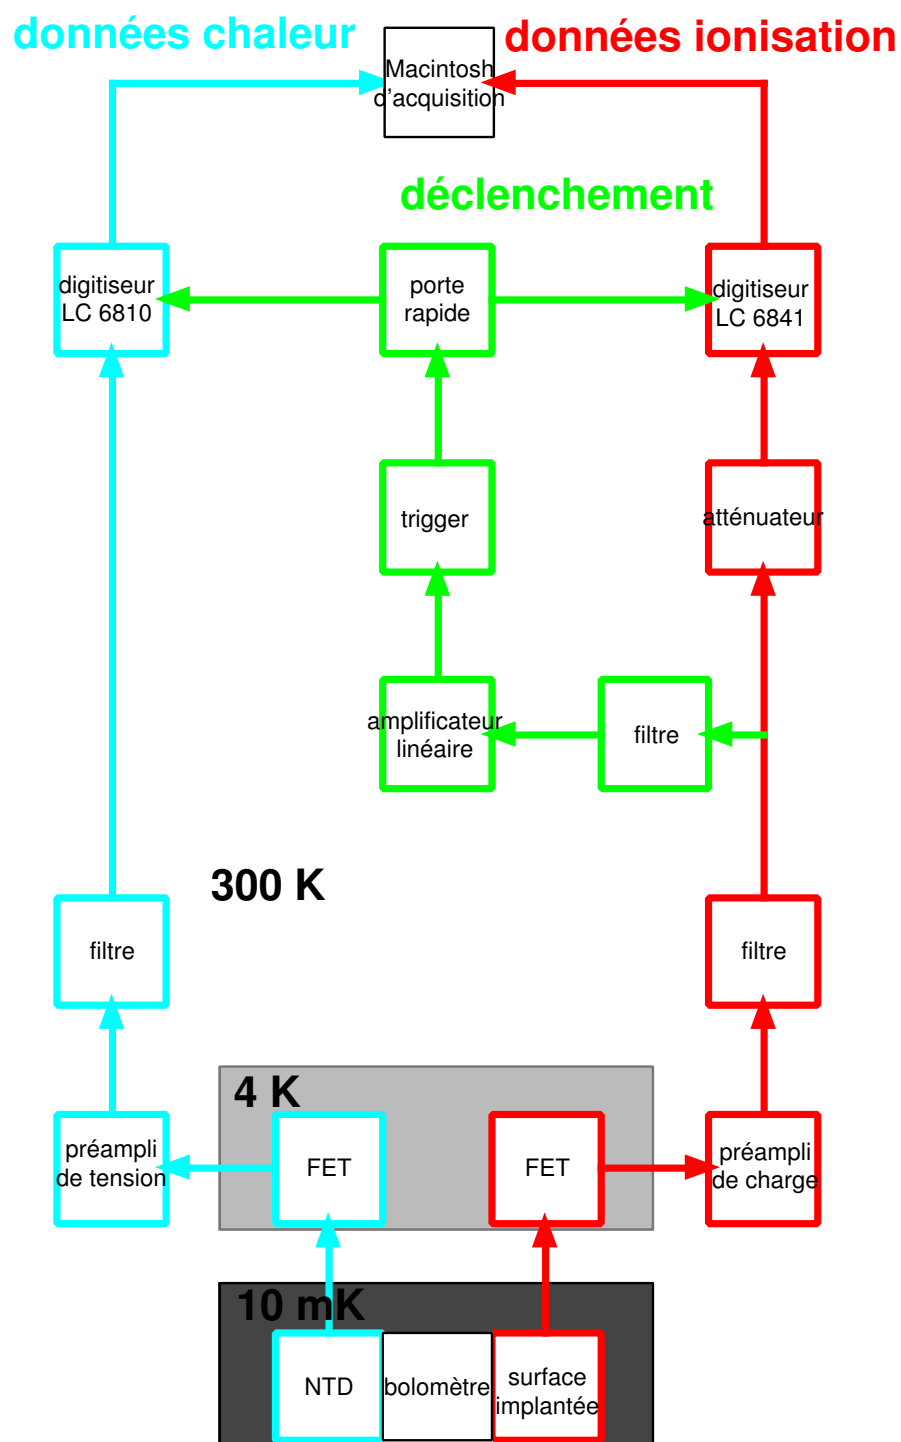 données chaleur
données ionisation
Macintosh
d'acquisition
déclenchement
digitiseur
LC 6810
porte
rapide
digitiseur
LC 6841
trigger
atténuateur
amplificateur
linéaire
filtre
300 K
filtre
filtre
4 K
préampli
de tension
FET
FET
préampli
de charge
10 mK
NTD
bolomètre
surface
implantée